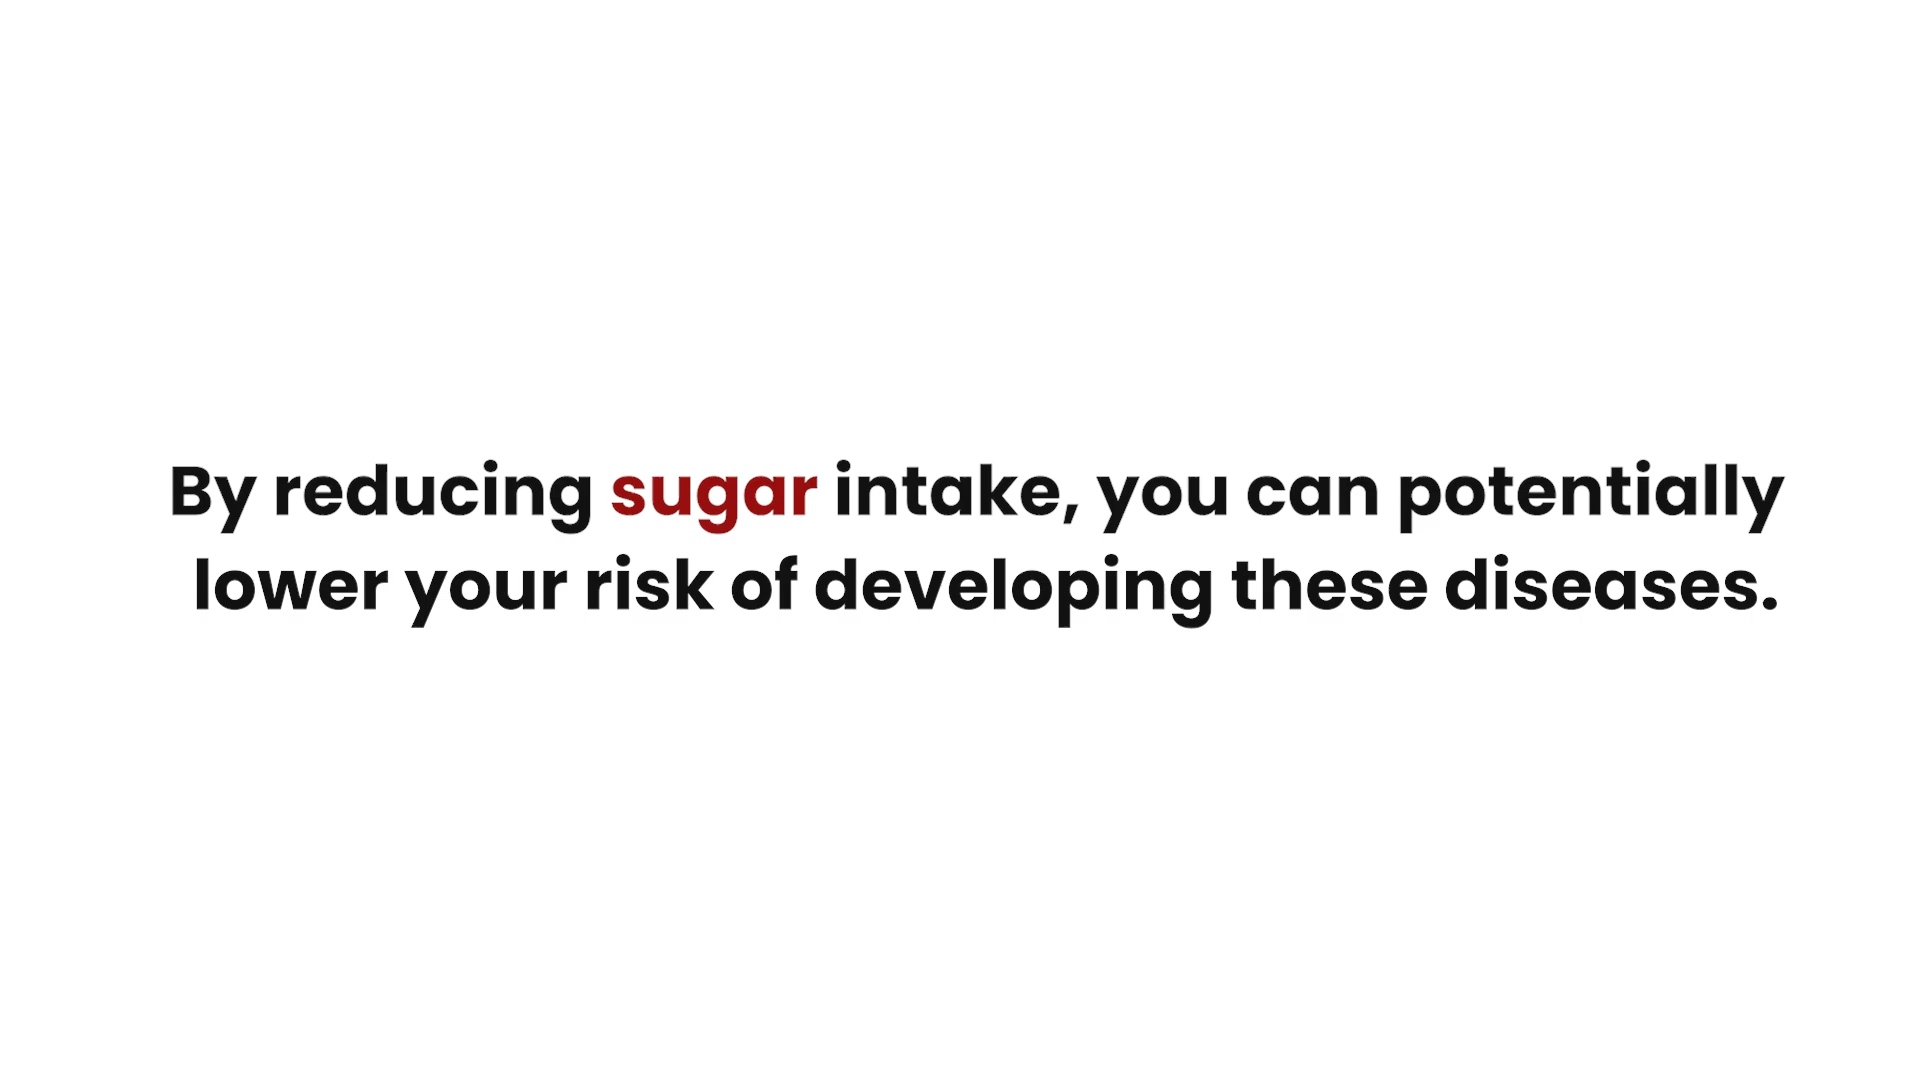 By reducing sugar intake, you can potentially
lower your risk of developing these diseases.